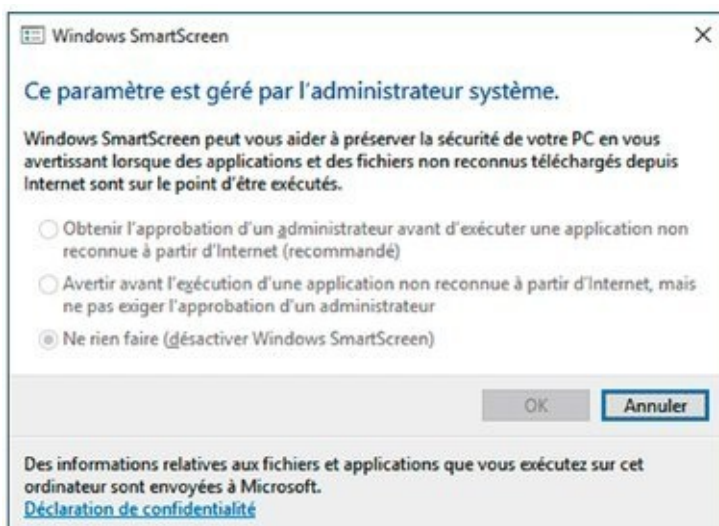 Windows SmartScreen
Ce paramètre est géré par l'administrateur système.
Windows SmartScreen peut vous aider à préserver la sécurité de votre PC en vous
avertissant lorsque des applications et des fichiers non reconnus téléchargés depuis
Internet sont sur le point d'être exécutés.
Obtenir l'approbation d'un administrateur avant d'exécuter une application non
reconnue à partir d'Internet (recommandé)
Avertir avant l'exécution d'une application non reconnue à partir d'Internet, mais
ne pas exiger l'approbation d'un administrateur
Ne rien faire (désactiver Windows SmartScreen)
OK Annuler
Des informations relatives aux fichiers et applications que vous exécutez sur cet
ordinateur sont envoyées à Microsoft.
Déclaration de confidentialité